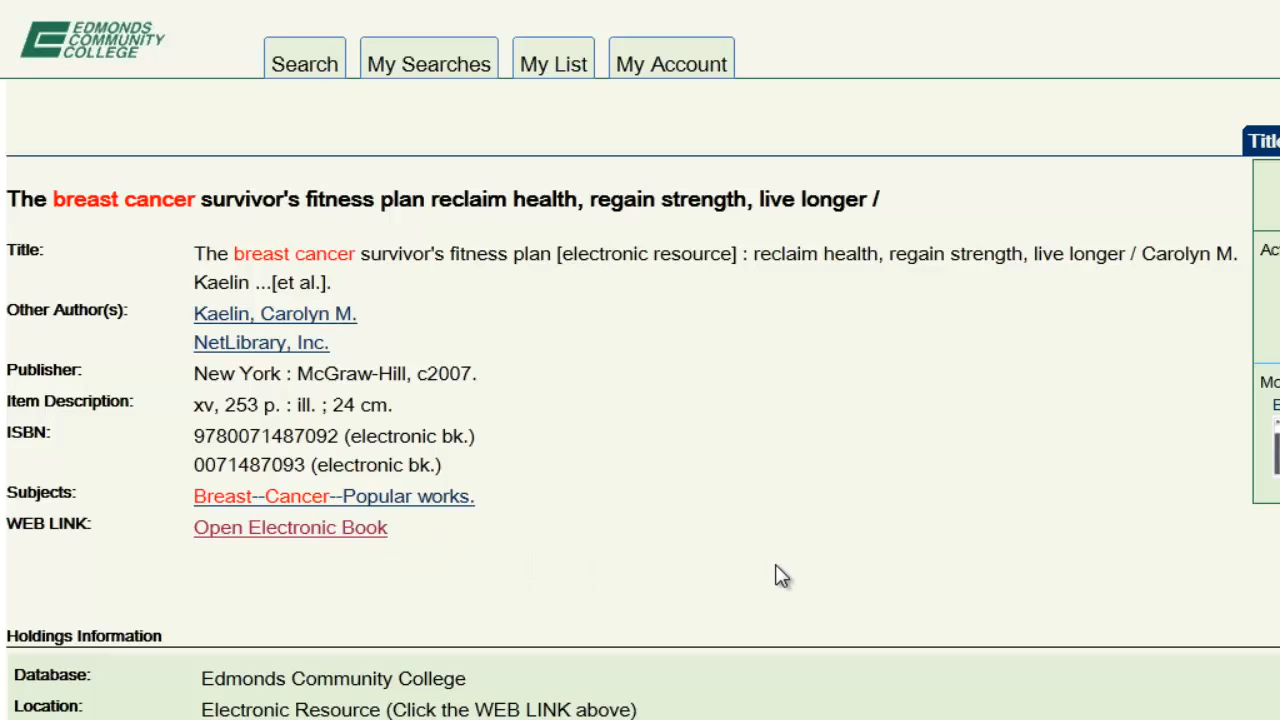 EDMONDS
COMMUNITY
COLLEGE
Search My Searches My List My Account
The breast cancer survivor's fitness plan reclaim health, regain strength, live longer /
Title: The breast cancer survivor's fitness plan [electronic resource] : reclaim health, regain strength, live longer / Carolyn M.
Kaelin ...[et al.].
Other Author(s): Kaelin, Carolyn M.
NetLibrary, Inc.
Publisher: New York : McGraw-Hill, c2007.
Item Description: xv, 253 p. : ill. ; 24 cm.
ISBN: 9780071487092 (electronic bk.)
0071487093 (electronic bk.)
Subjects: Breast--Cancer--Popular works.
WEB LINK: Open Electronic Book
Holdings Information
Database: Edmonds Community College
Location: Electronic Resource (Click the WEB LINK above)